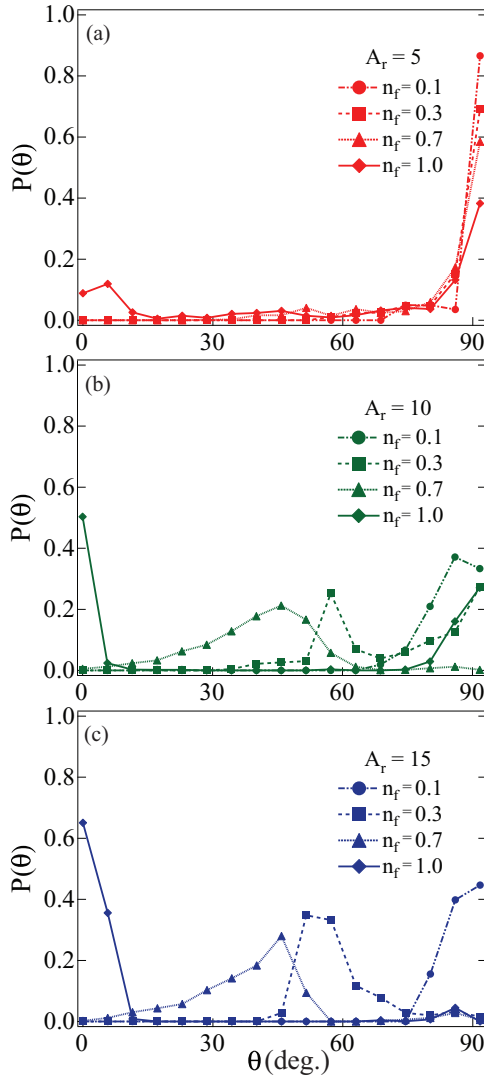 (a)
A_r = 5
n_f = 0.1
n_f = 0.3
n_f = 0.7
n_f = 1.0
P(θ)
1.0
0.8
0.6
0.4
0.2
0.0
0 30 60 90
(b)
A_r = 10
n_f = 0.1
n_f = 0.3
n_f = 0.7
n_f = 1.0
P(θ)
1.0
0.8
0.6
0.4
0.2
0.0
0 30 60 90
(c)
A_r = 15
n_f = 0.1
n_f = 0.3
n_f = 0.7
n_f = 1.0
P(θ)
1.0
0.8
0.6
0.4
0.2
0.0
0 30 60 90
θ (deg.)